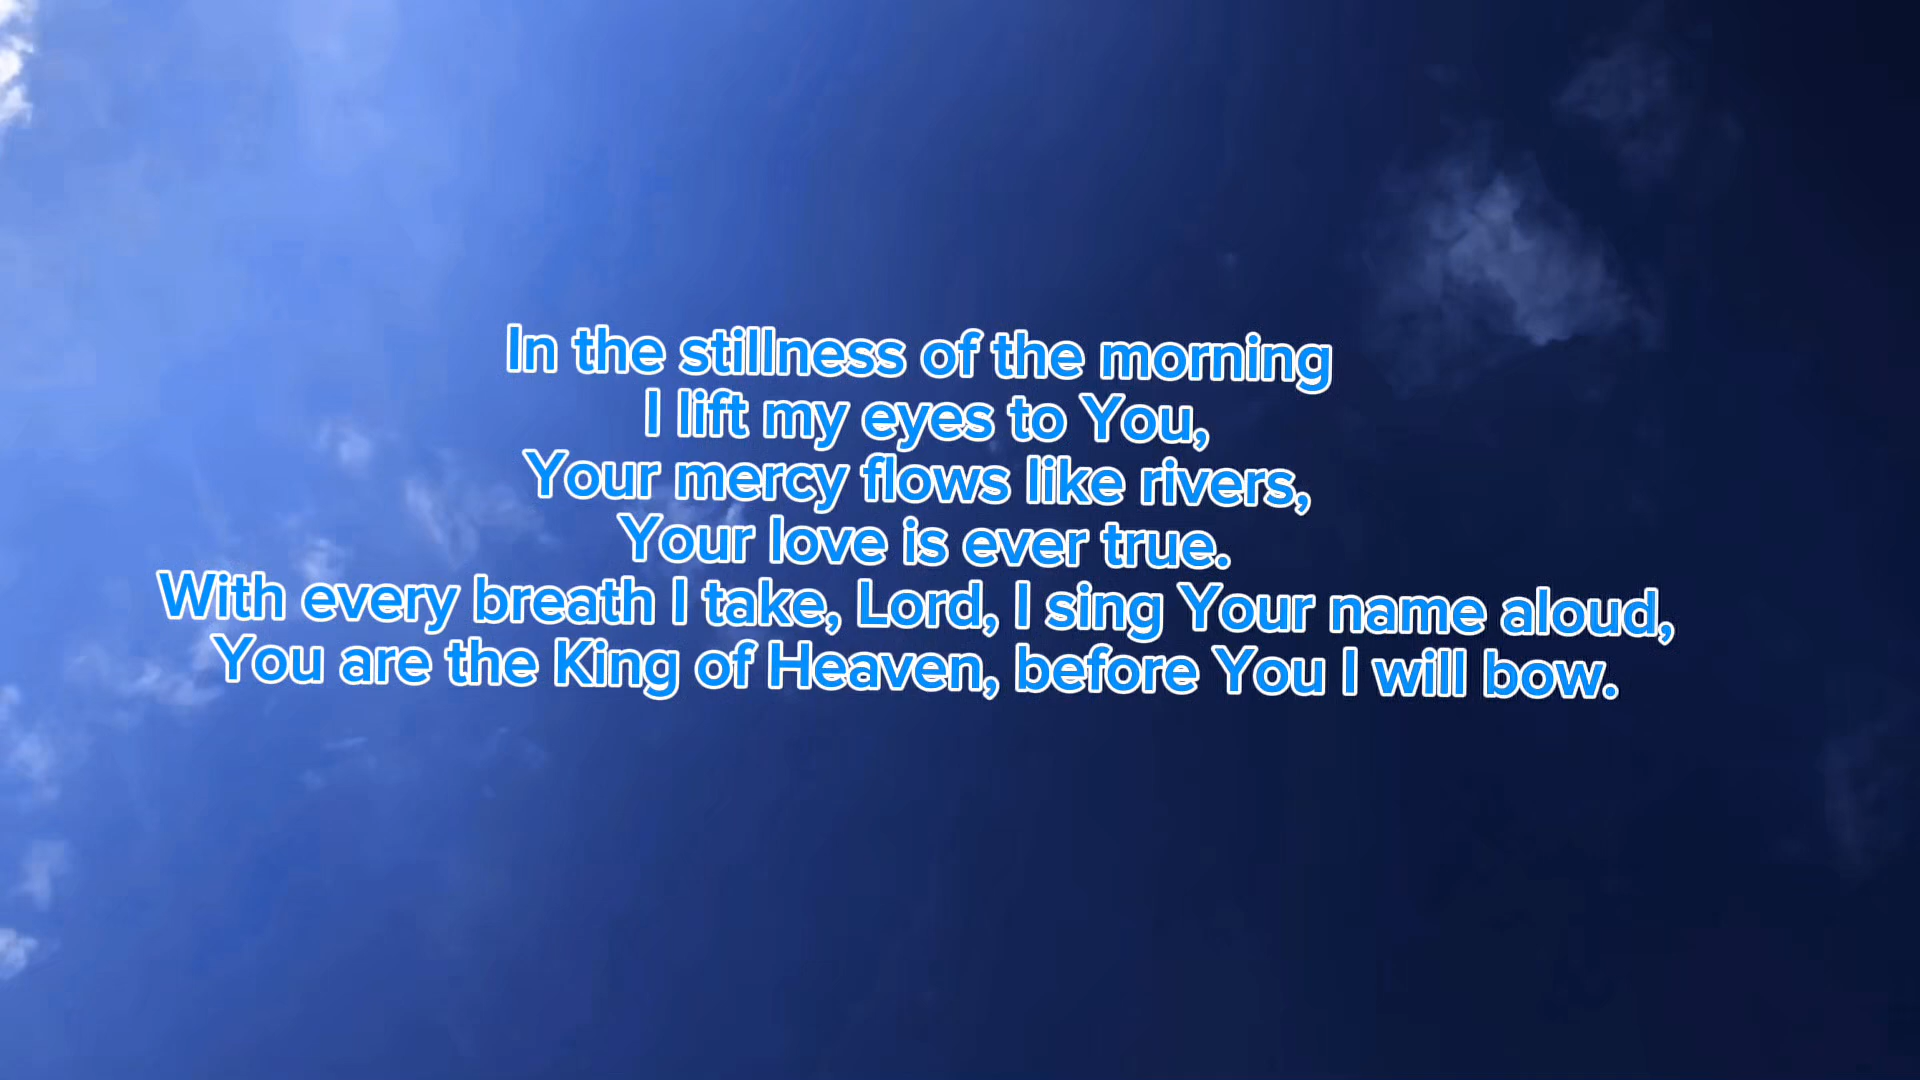 In the stillness of the morning
I lift my eyes to You,
Your mercy flows like rivers,
Your love is ever true.
With every breath I take, Lord, I sing Your name aloud,
You are the King of Heaven, before You I will bow.